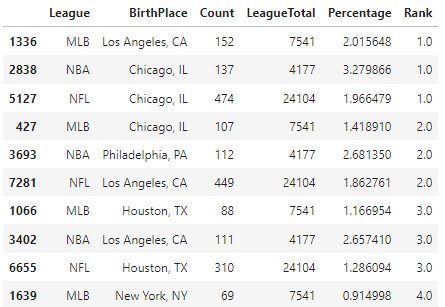 League BirthPlace Count LeagueTotal Percentage Rank
1336 MLB Los Angeles, CA 152 7541 2.015648 1.0
2838 NBA Chicago, IL 137 4177 3.279866 1.0
5127 NFL Chicago, IL 474 24104 1.966479 1.0
427 MLB Chicago, IL 107 7541 1.418910 2.0
3693 NBA Philadelphia, PA 112 4177 2.681350 2.0
7281 NFL Los Angeles, CA 449 24104 1.862761 2.0
1066 MLB Houston, TX 88 7541 1.166954 3.0
3402 NBA Los Angeles, CA 111 4177 2.657410 3.0
6655 NFL Houston, TX 310 24104 1.286094 3.0
1639 MLB New York, NY 69 7541 0.914998 4.0